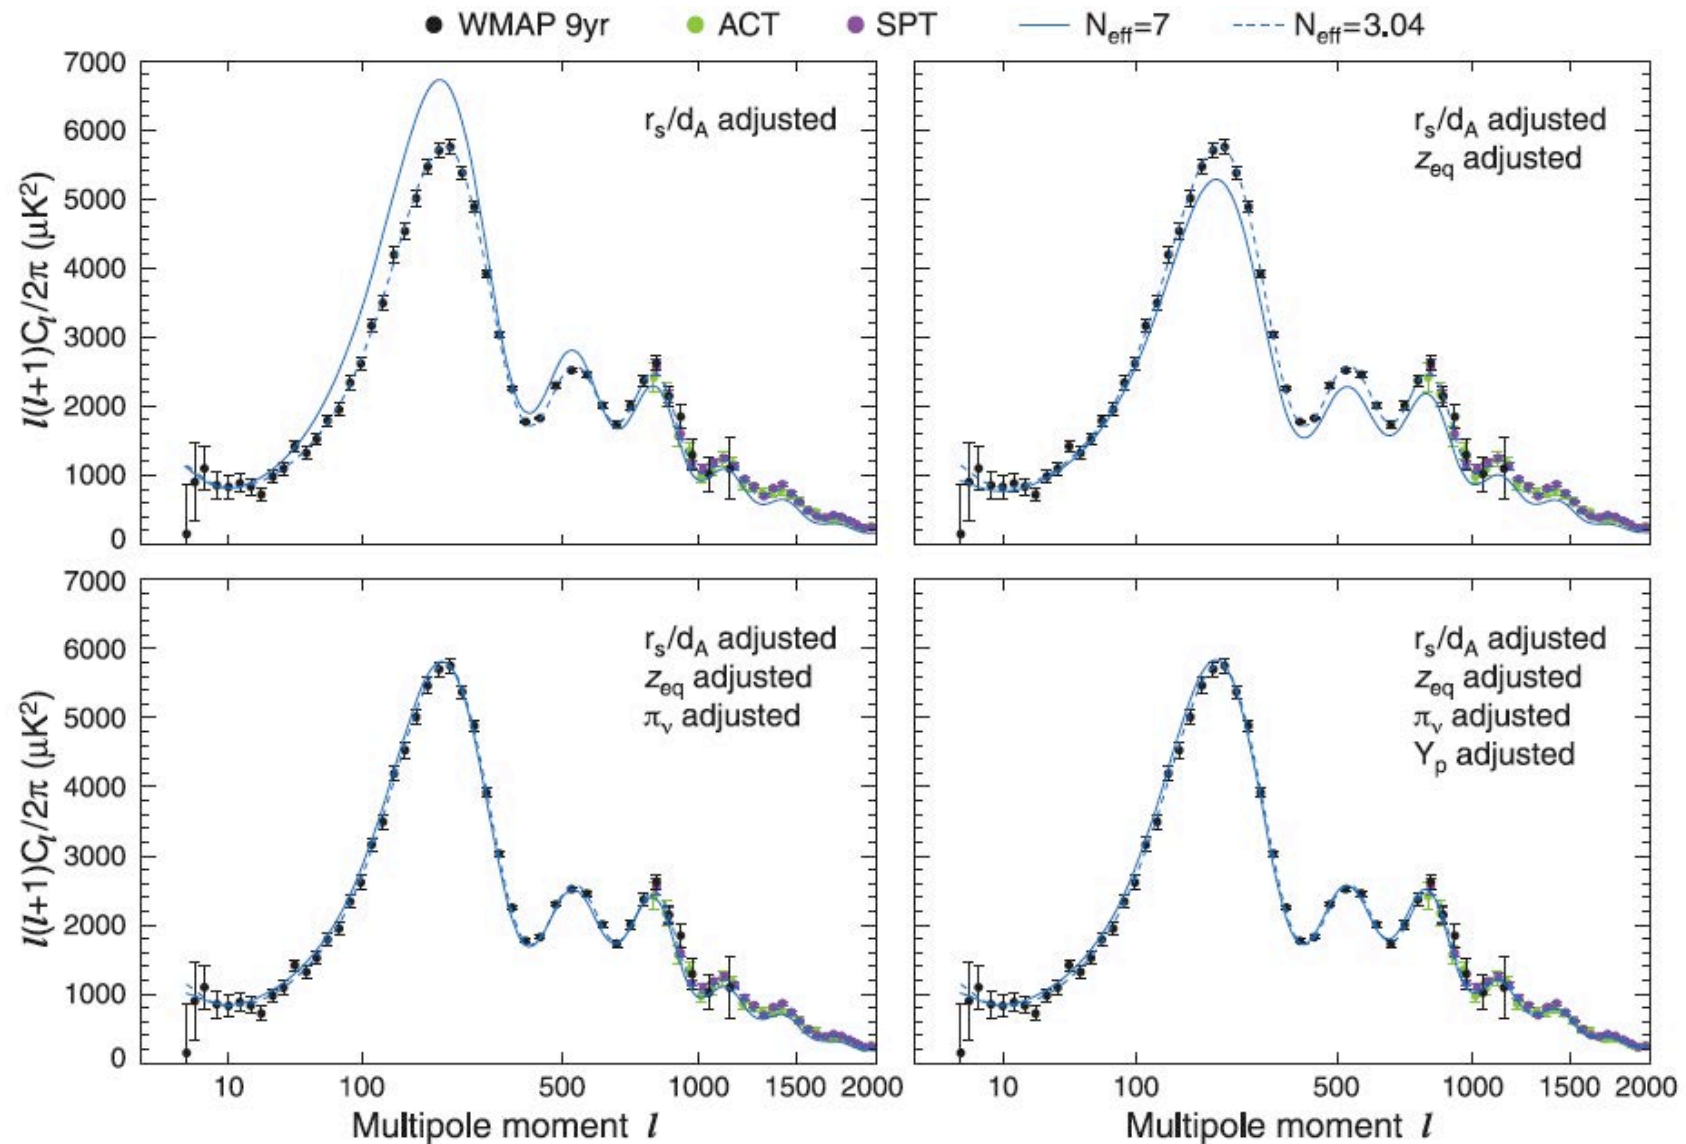 WMAP 9yr ACT SPT N_eff=7 N_eff=3.04
7000
6000
5000
4000
3000
2000
1000
0
l(l+1)C_l/2π (μK²)
r_s/d_A adjusted
r_s/d_A adjusted
z_eq adjusted
7000
6000
5000
4000
3000
2000
1000
0
l(l+1)C_l/2π (μK²)
r_s/d_A adjusted
z_eq adjusted
π_ν adjusted
r_s/d_A adjusted
z_eq adjusted
π_ν adjusted
Y_p adjusted
10 100 500 1000 1500 2000
10 100 500 1000 1500 2000
Multipole moment l
Multipole moment l